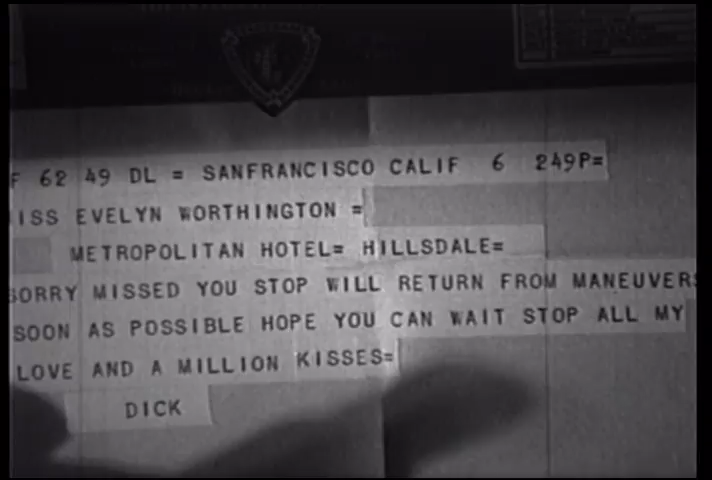 F 62 49 DL = SANFRANCISCO CALIF 6 249P=
ISS EVELYN WORTHINGTON =
METROPOLITAN HOTEL= HILLSDALE=
SORRY MISSED YOU STOP WILL RETURN FROM MANEUVERS
SOON AS POSSIBLE HOPE YOU CAN WAIT STOP ALL MY
LOVE AND A MILLION KISSES=
DICK